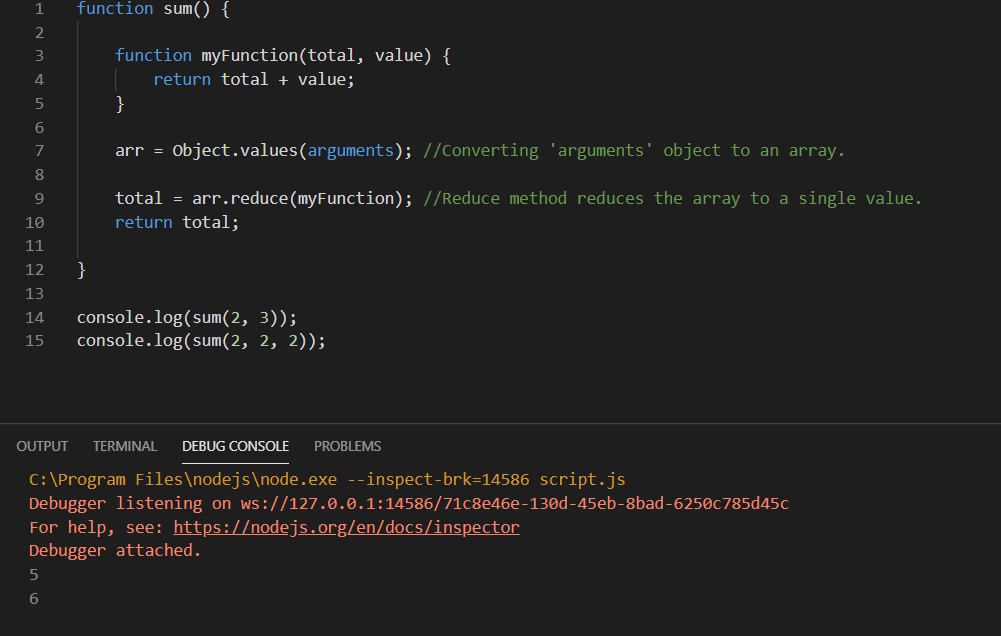 1 function sum() {
2
3 function myFunction(total, value) {
4 return total + value;
5 }
6
7 arr = Object.values(arguments); //Converting 'arguments' object to an array.
8
9 total = arr.reduce(myFunction); //Reduce method reduces the array to a single value.
10 return total;
11
12 }
13
14 console.log(sum(2, 3));
15 console.log(sum(2, 2, 2));
OUTPUT TERMINAL DEBUG CONSOLE PROBLEMS
C:\Program Files\nodejs\node.exe --inspect-brk=14586 script.js
Debugger listening on ws://127.0.0.1:14586/71c8e46e-130d-45eb-8bad-6250c785d45c
For help, see: https://nodejs.org/en/docs/inspector
Debugger attached.
5
6